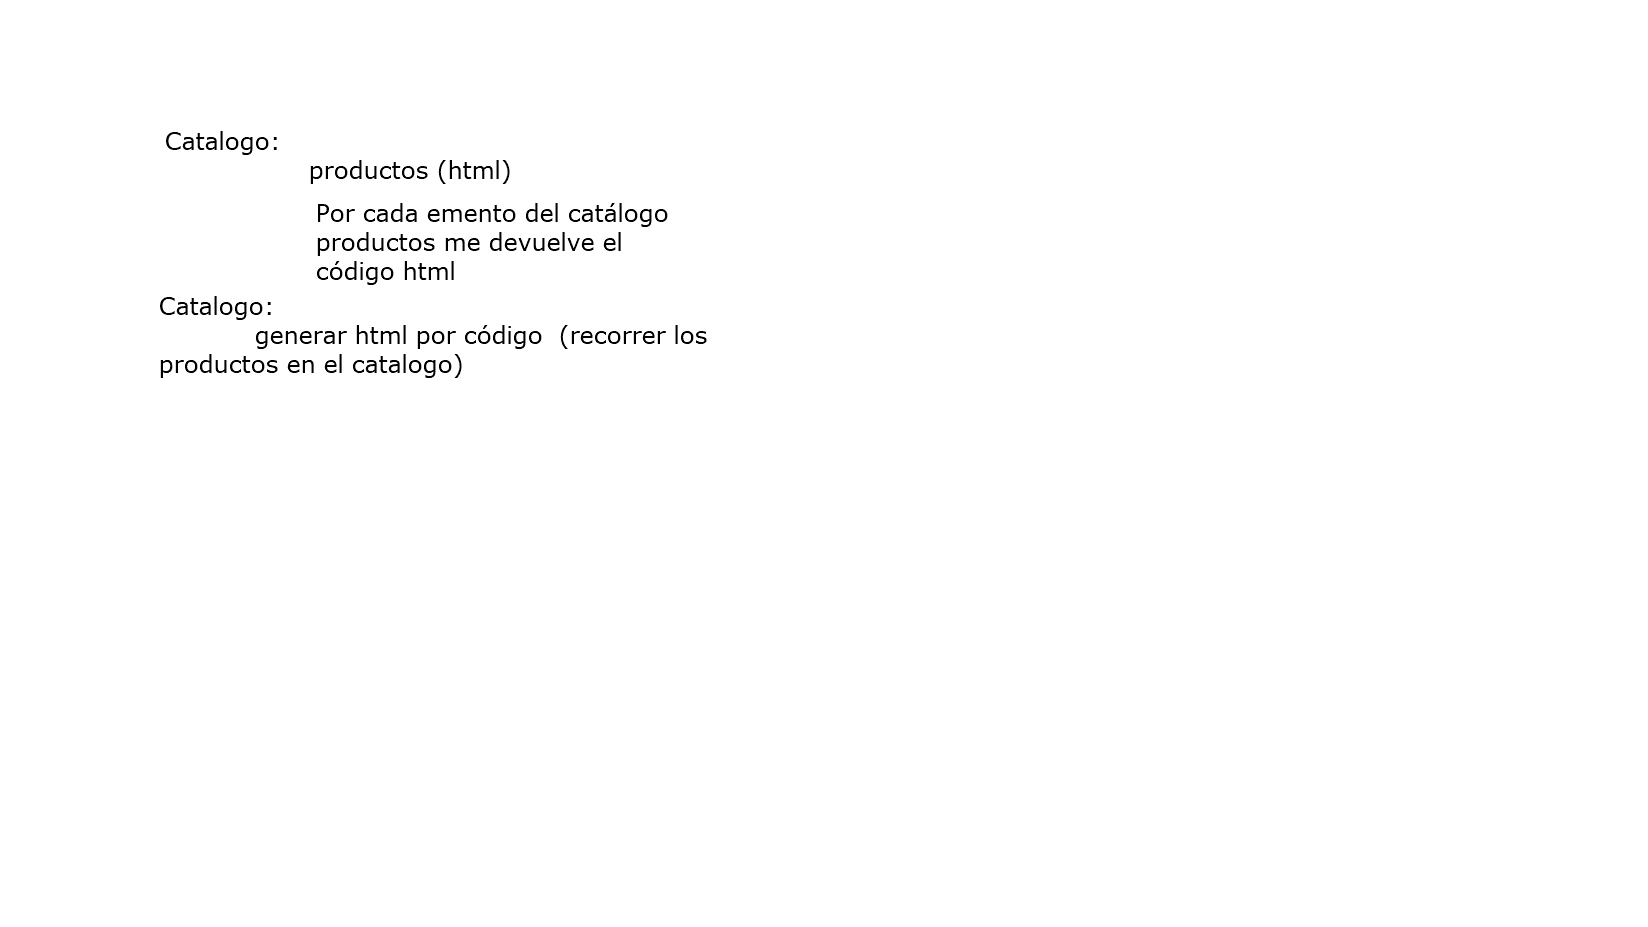 Catalogo:
productos (html)
Por cada emento del catálogo
productos me devuelve el
código html
Catalogo:
generar html por código (recorrer los
productos en el catalogo)